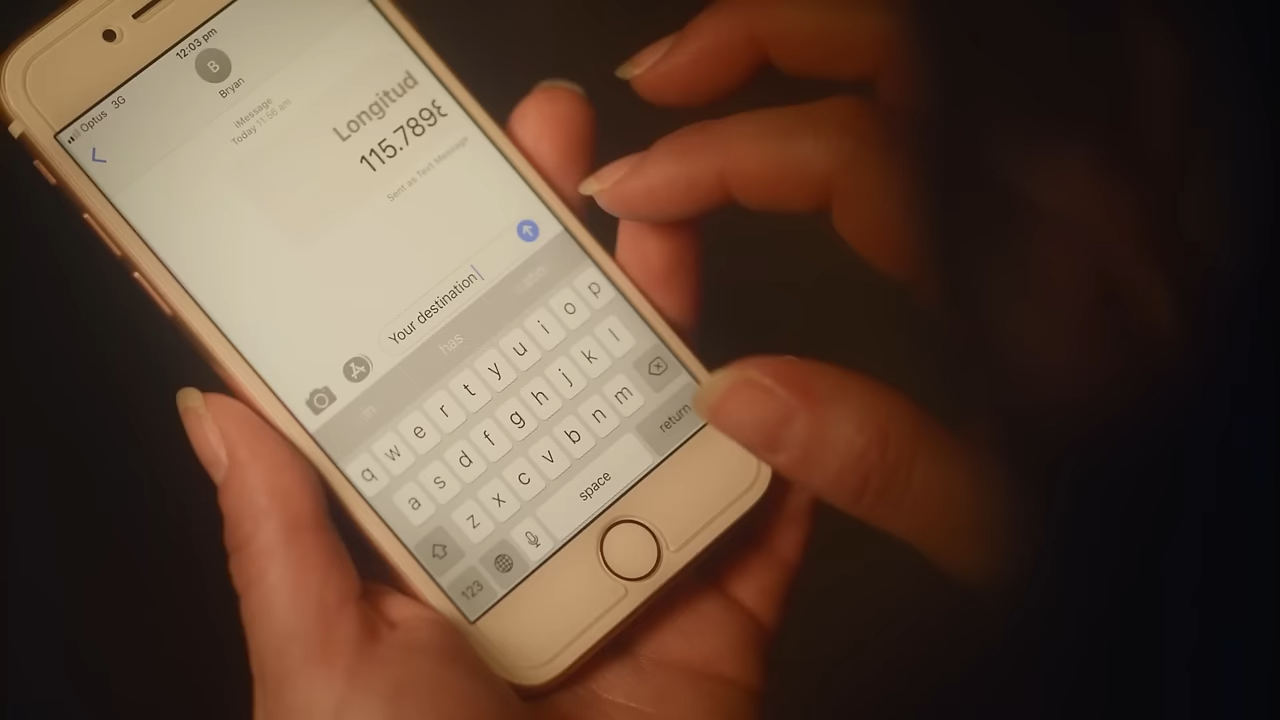 Optus 3G
12:03 pm
B
Bryan
iMessage
Today 11:56 am
Longitud
115.789
Sent as Text Message
Your destination
has
q w e r t y u i o p
a s d f g h j k l
z x c v b n m
123
space
return